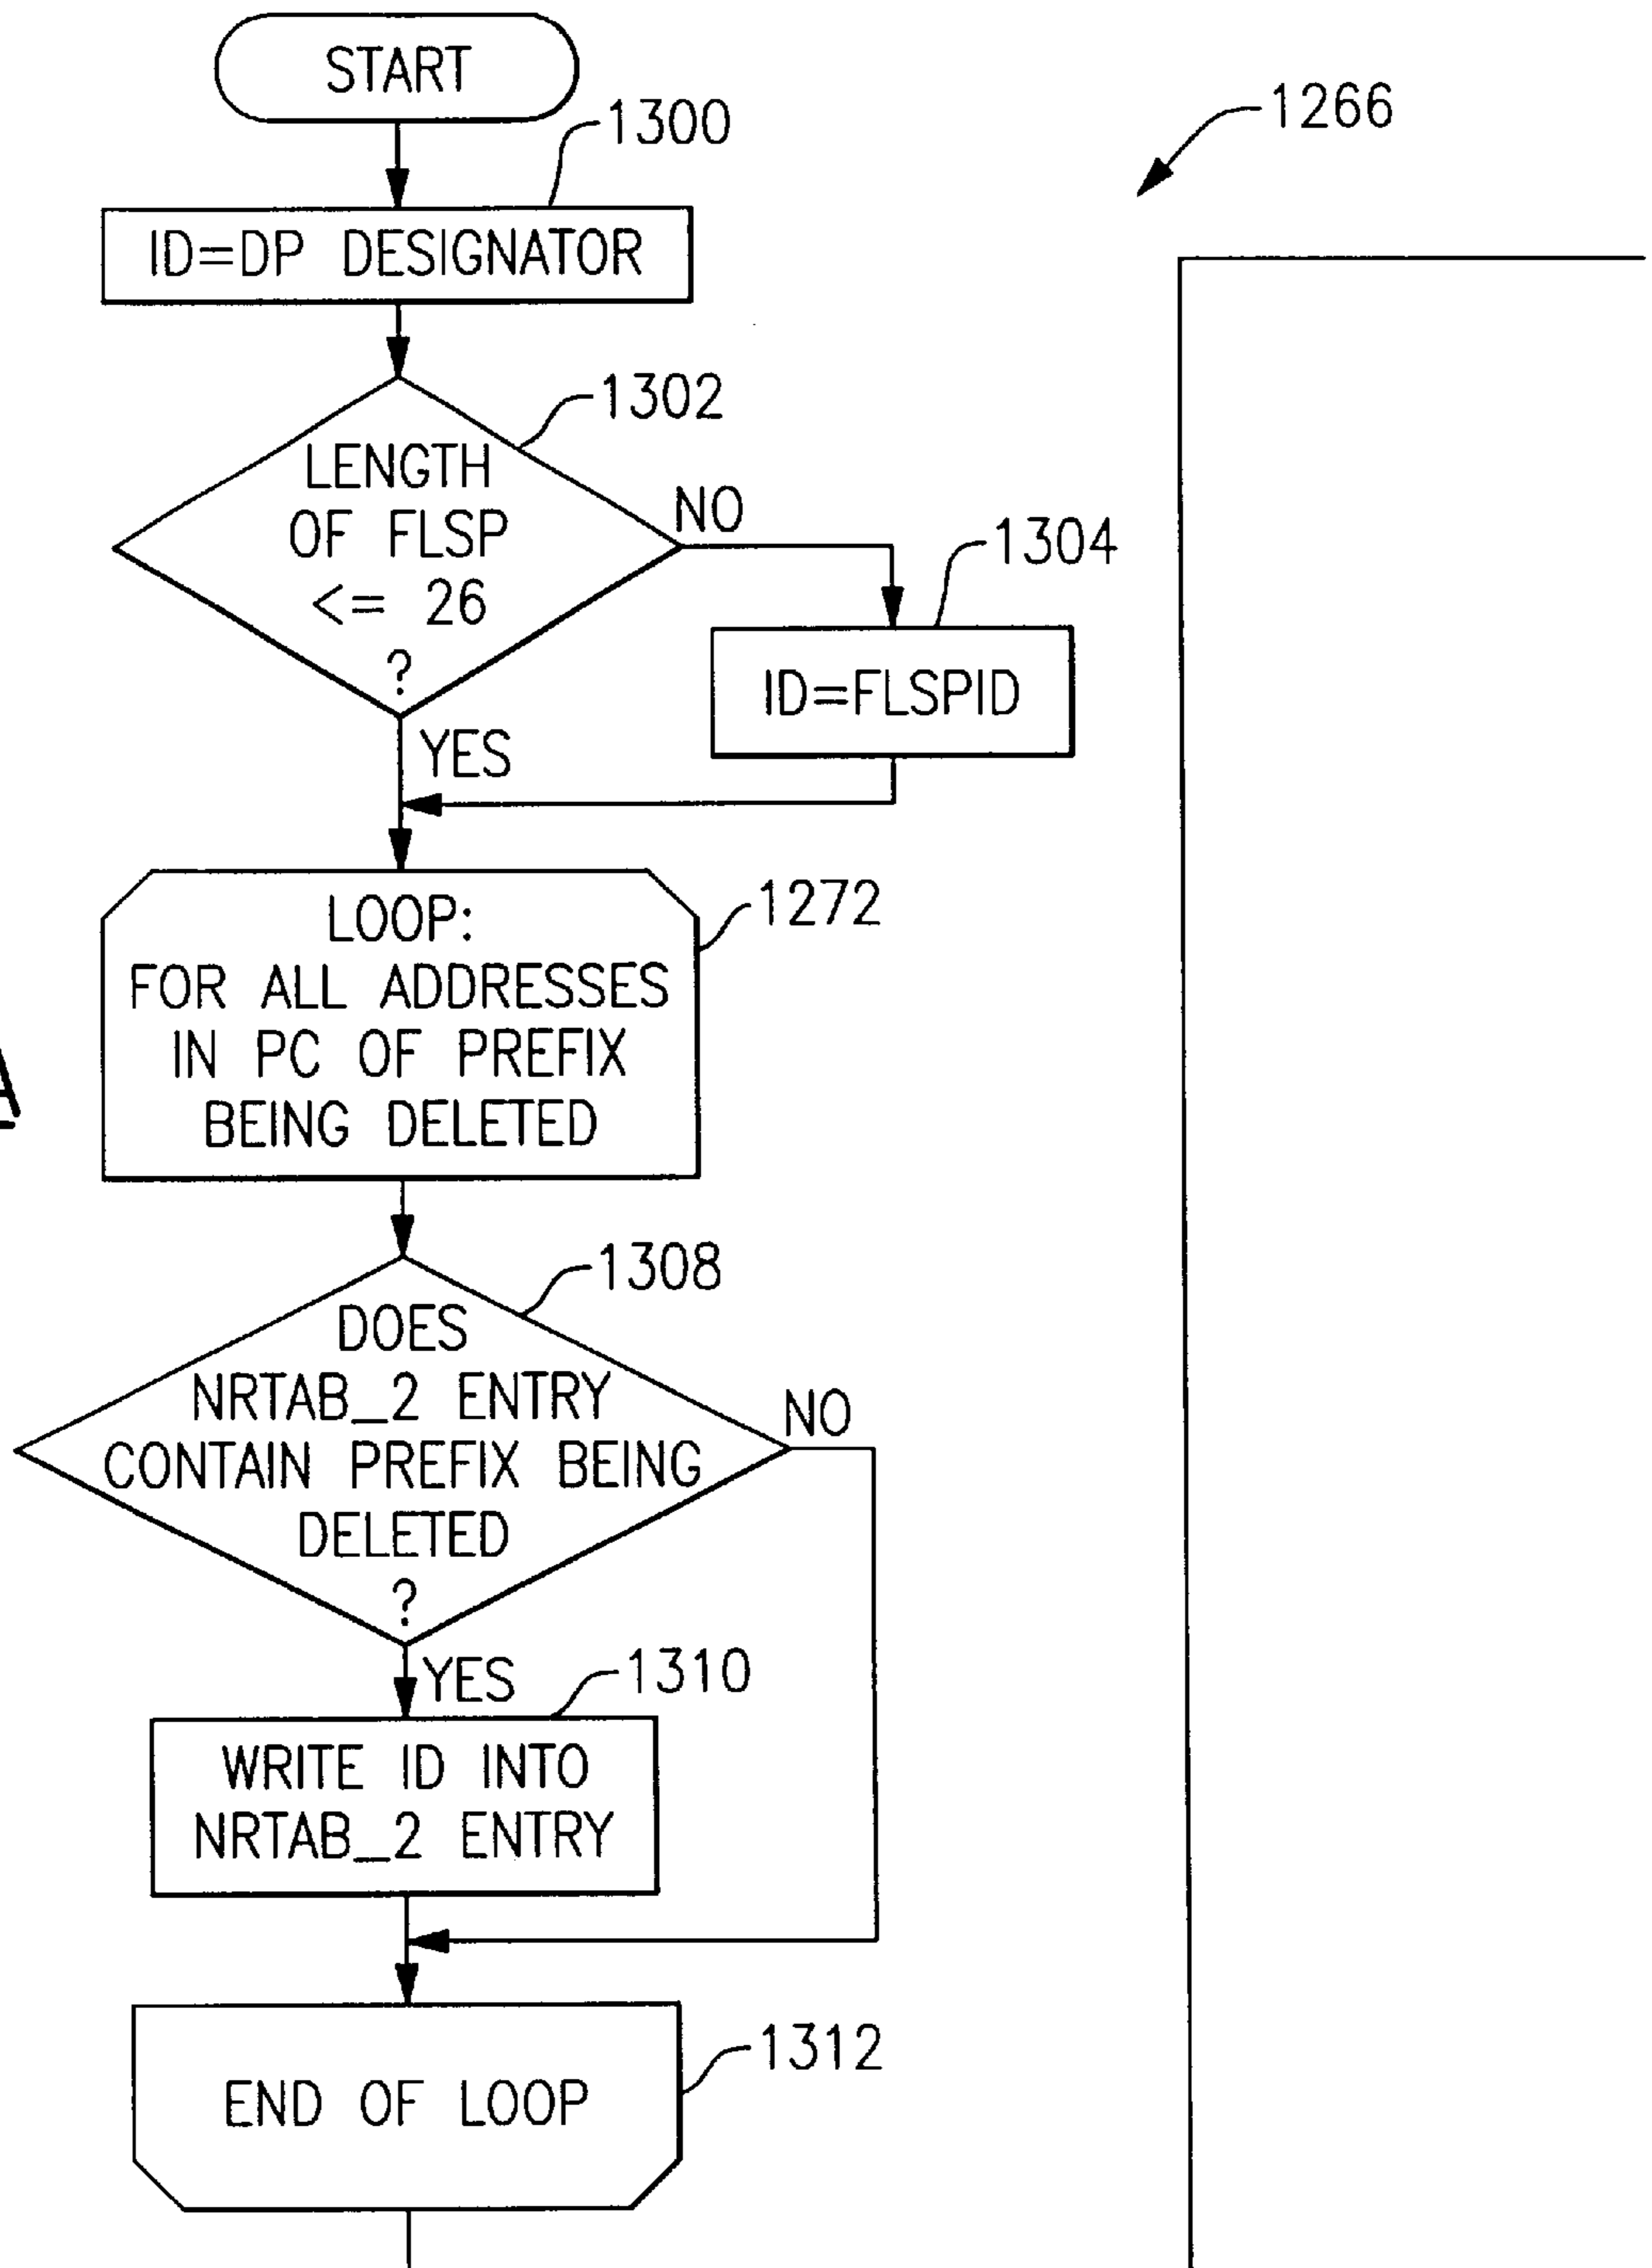 START
1300
1266
ID=DP DESIGNATOR
1302
LENGTH
OF FLSP
<= 26
?
NO
1304
ID=FLSPID
YES
1272
LOOP:
FOR ALL ADDRESSES
IN PC OF PREFIX
BEING DELETED
A
1308
DOES
NRTAB_2 ENTRY
CONTAIN PREFIX BEING
DELETED
?
NO
YES
1310
WRITE ID INTO
NRTAB_2 ENTRY
1312
END OF LOOP